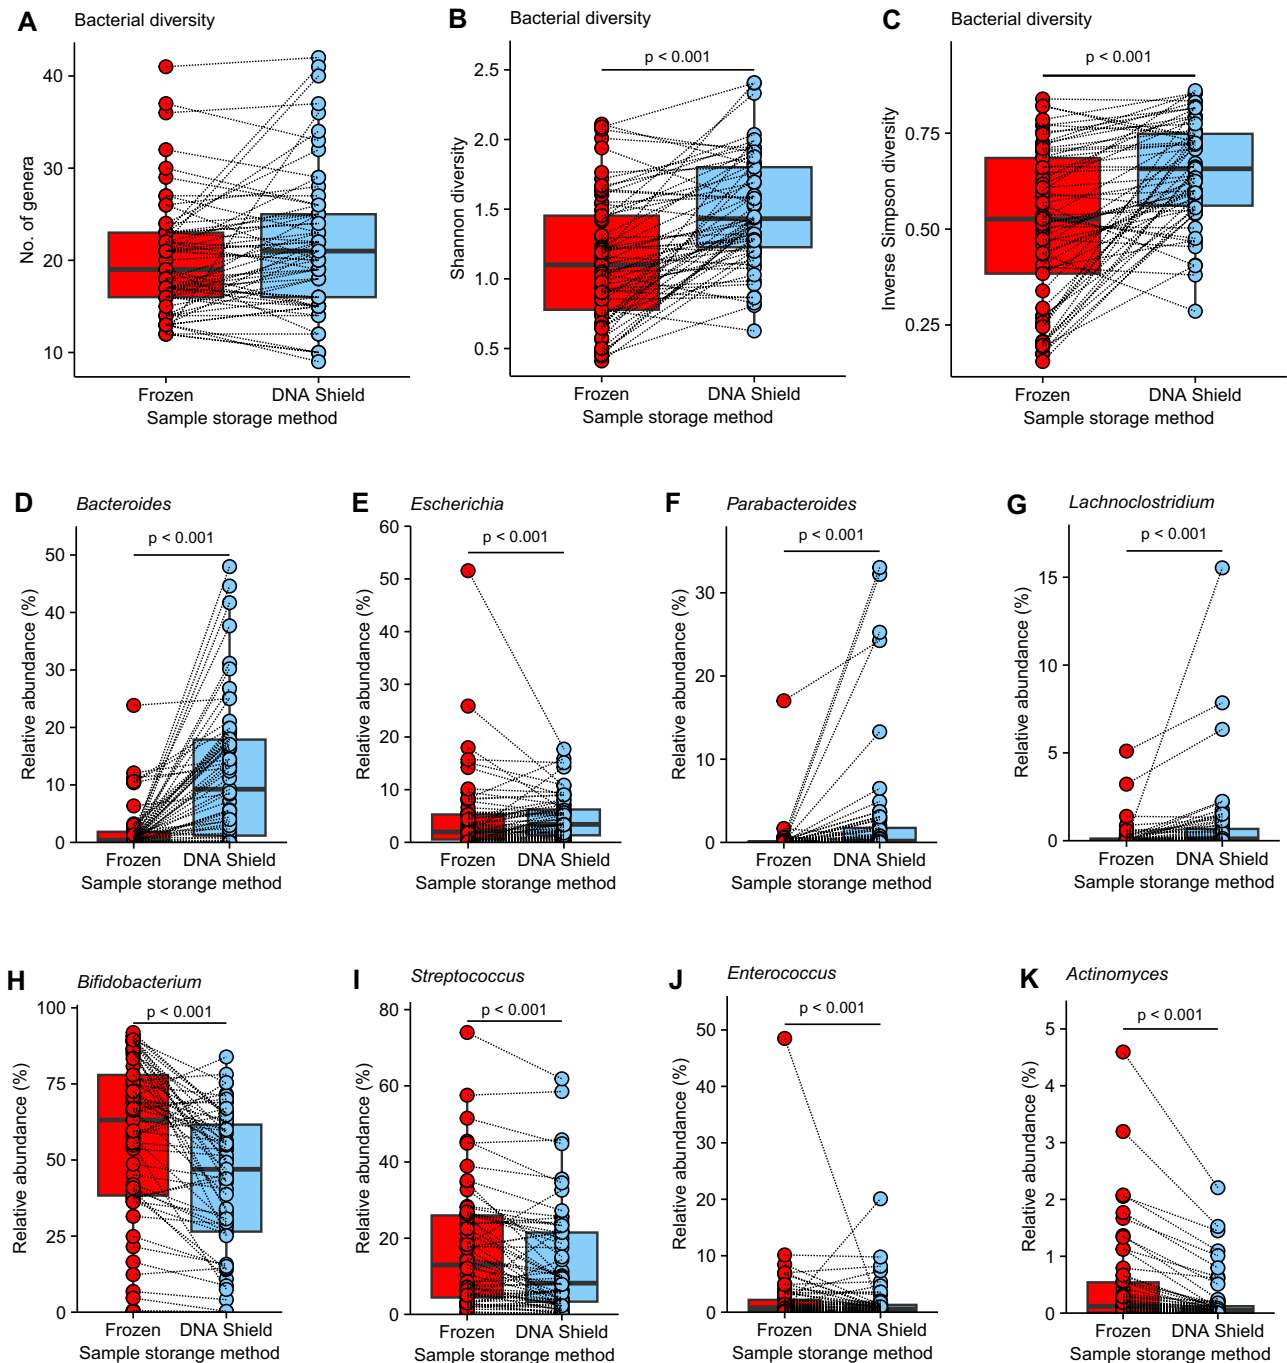 A Bacterial diversity
No. of genera
40
30
20
10
Frozen DNA Shield
Sample storage method
B Bacterial diversity
p < 0.001
Shannon diversity
2.5
2.0
1.5
1.0
0.5
Frozen DNA Shield
Sample storage method
C Bacterial diversity
p < 0.001
Inverse Simpson diversity
0.75
0.50
0.25
Frozen DNA Shield
Sample storage method
D Bacteroides
p < 0.001
Relative abundance (%)
50
40
30
20
10
0
Frozen DNA Shield
Sample storange method
E Escherichia
p < 0.001
Relative abundance (%)
60
50
40
30
20
10
0
Frozen DNA Shield
Sample storange method
F Parabacteroides
p < 0.001
Relative abundance (%)
30
20
10
0
Frozen DNA Shield
Sample storange method
G Lachnoclostridium
p < 0.001
Relative abundance (%)
15
10
5
0
Frozen DNA Shield
Sample storange method
H Bifidobacterium
p < 0.001
Relative abundance (%)
100
75
50
25
0
Frozen DNA Shield
Sample storange method
I Streptococcus
p < 0.001
Relative abundance (%)
80
60
40
20
0
Frozen DNA Shield
Sample storange method
J Enterococcus
p < 0.001
Relative abundance (%)
50
40
30
20
10
0
Frozen DNA Shield
Sample storange method
K Actinomyces
p < 0.001
Relative abundance (%)
5
4
3
2
1
0
Frozen DNA Shield
Sample storange method